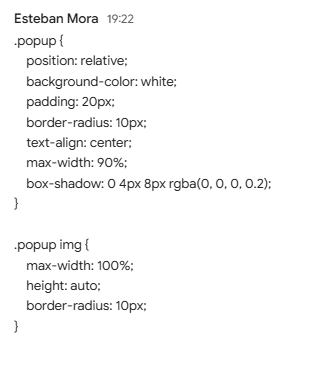 Esteban Mora 19:22
.popup {
    position: relative;
    background-color: white;
    padding: 20px;
    border-radius: 10px;
    text-align: center;
    max-width: 90%;
    box-shadow: 0 4px 8px rgba(0, 0, 0, 0.2);
}

.popup img {
    max-width: 100%;
    height: auto;
    border-radius: 10px;
}